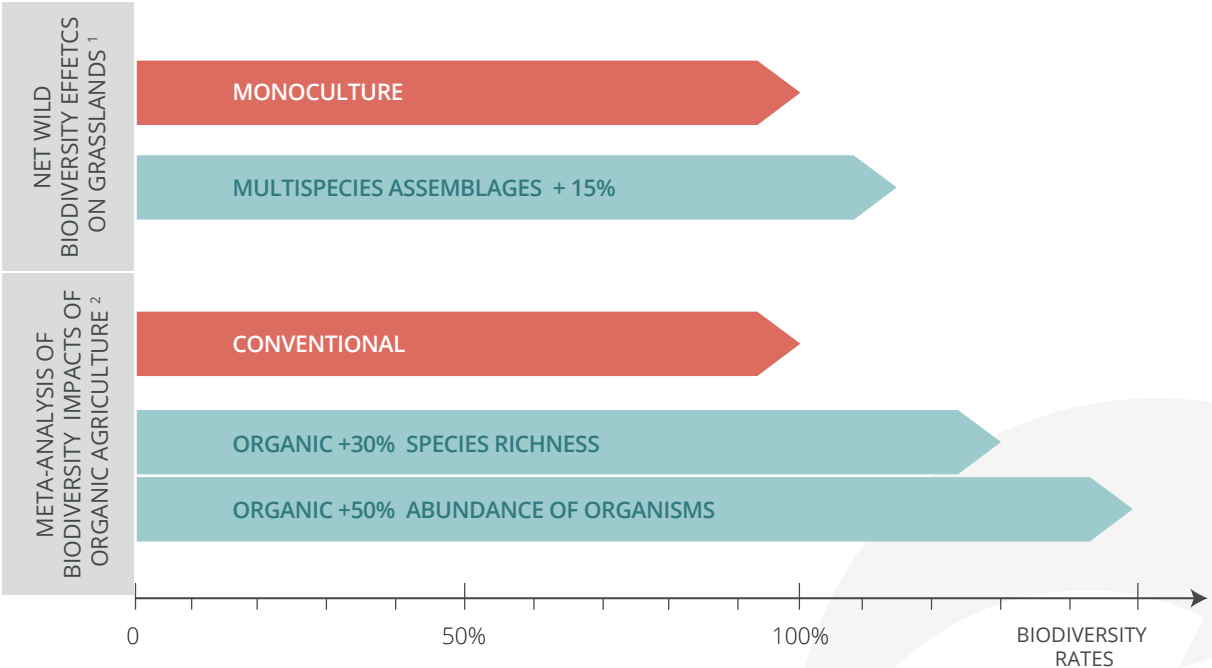 NET WILD
BIODIVERSITY EFFETCS
ON GRASSLANDS ¹
MONOCULTURE
MULTISPECIES ASSEMBLAGES + 15%
META-ANALYSIS OF
BIODIVERSITY IMPACTS OF
ORGANIC AGRICULTURE ²
CONVENTIONAL
ORGANIC +30% SPECIES RICHNESS
ORGANIC +50% ABUNDANCE OF ORGANISMS
0
50%
100%
BIODIVERSITY
RATES